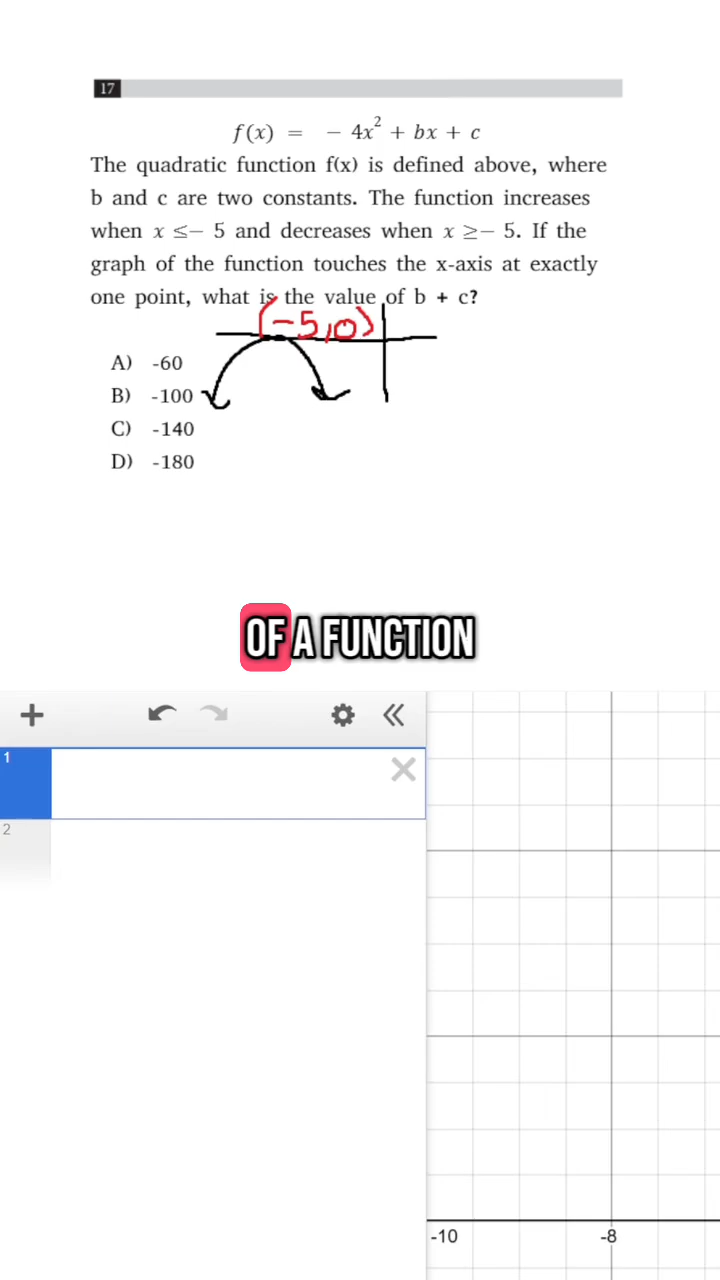 17
f(x) = − 4x² + bx + c
The quadratic function f(x) is defined above, where
b and c are two constants. The function increases
when x ≤− 5 and decreases when x ≥− 5. If the
graph of the function touches the x-axis at exactly
one point, what is the value of b + c?
(-5,0)
A) -60
B) -100
C) -140
D) -180
OF A FUNCTION
1
2
-10
-8